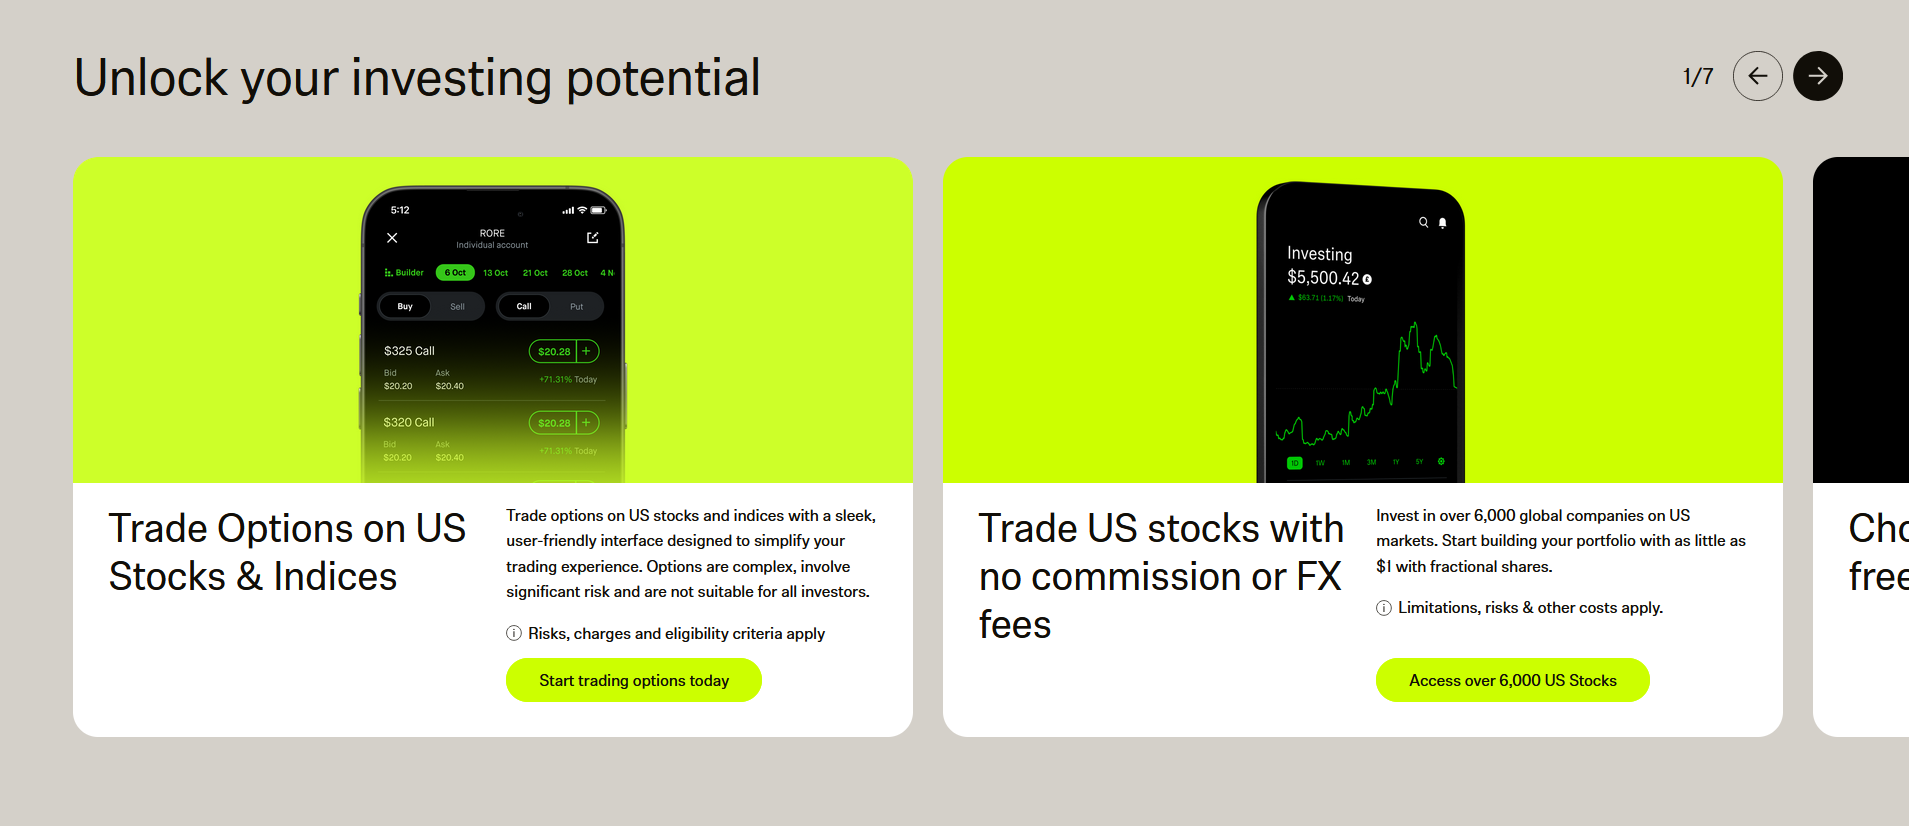 Unlock your investing potential
1/7
5:12
RORE
Individual account
Builder
6 Oct
13 Oct
21 Oct
28 Oct
4 N
Buy
Sell
Call
Put
$325 Call
$20.28
+
Bid
Ask
$20.20
$20.40
+71.31% Today
$320 Call
$20.28
+
Bid
Ask
$20.20
$20.40
+71.31% Today
Trade Options on US
Stocks & Indices
Trade options on US stocks and indices with a sleek,
user-friendly interface designed to simplify your
trading experience. Options are complex, involve
significant risk and are not suitable for all investors.
Risks, charges and eligibility criteria apply
Start trading options today
Investing
$5,500.42
$63.71 (1.17%) Today
1D
1W
1M
3M
1Y
5Y
Trade US stocks with
no commission or FX
fees
Invest in over 6,000 global companies on US
markets. Start building your portfolio with as little as
$1 with fractional shares.
Limitations, risks & other costs apply.
Access over 6,000 US Stocks
Cho
free